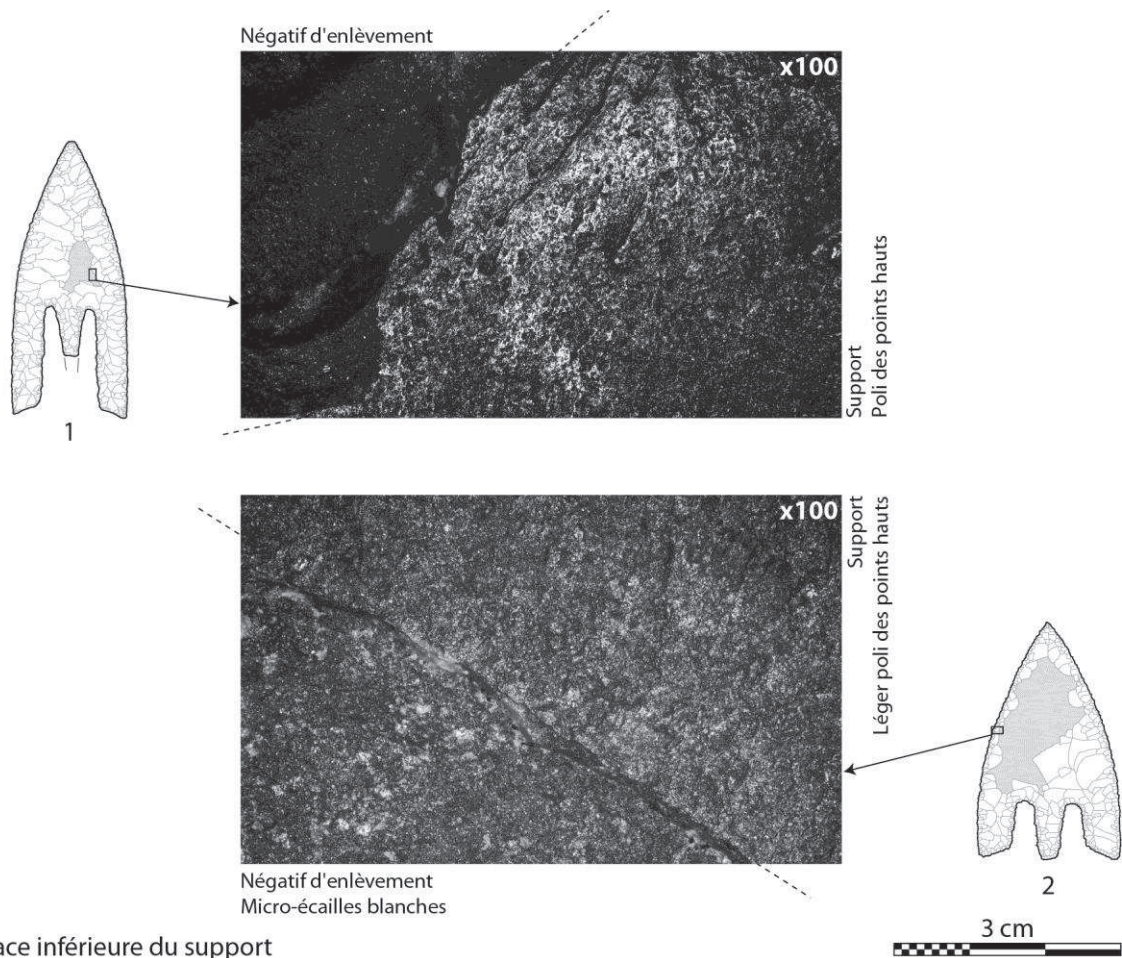 Négatif d'enlèvement
x100
Support
Poli des points hauts
1
x100
Support
Léger poli des points hauts
Négatif d'enlèvement
Micro-écailles blanches
2
3 cm
ace inférieure du support